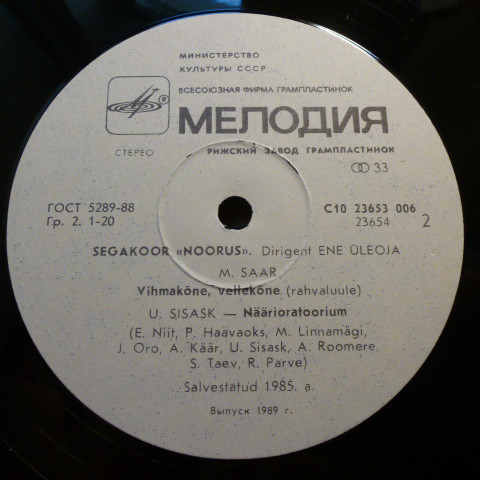 МИНИСТЕРСТВО
КУЛЬТУРЫ СССР
ВСЕСОЮЗНАЯ ФИРМА ГРАМПЛАСТИНОК
МЕЛОДИЯ
СТЕРЕО
РИЖСКИЙ ЗАВОД ГРАМПЛАСТИНОК
33
ГОСТ 5289-88
Гр. 2. 1-20
С10 23653 006
23654
2
SEGAKOOR «NOORUS». Dirigent ENE ÜLEOJA
M. SAAR
Vihmakõne, vellekõne (rahvaluule)
U. SISASK — Näärioratoorium
(E. Niit, P. Haavaoks, M. Linnamägi,
J. Oro, A. Käär, U. Sisask, A. Roomere,
S. Taev, R. Parve)
Salvestatud 1985. a.
Выпуск 1989 г.